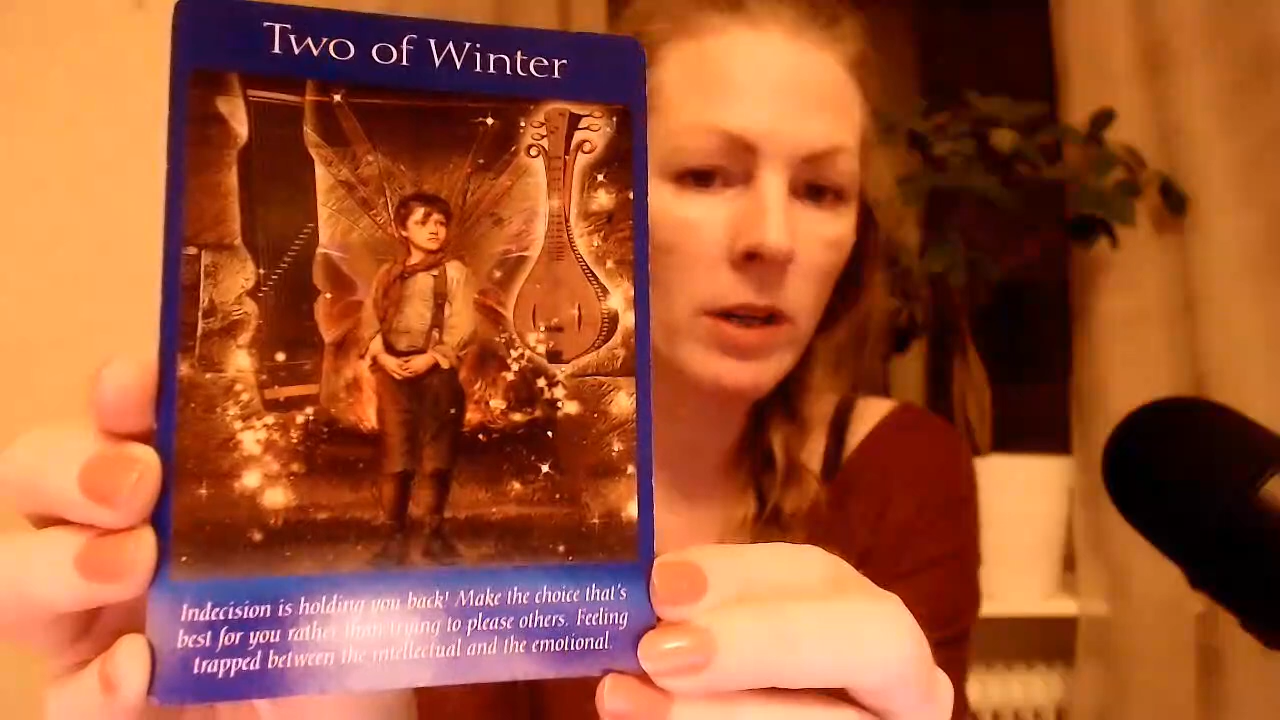 Two of Winter
Indecision is holding you back! Make the choice that's
best for you rather than trying to please others. Feeling
trapped between the intellectual and the emotional.